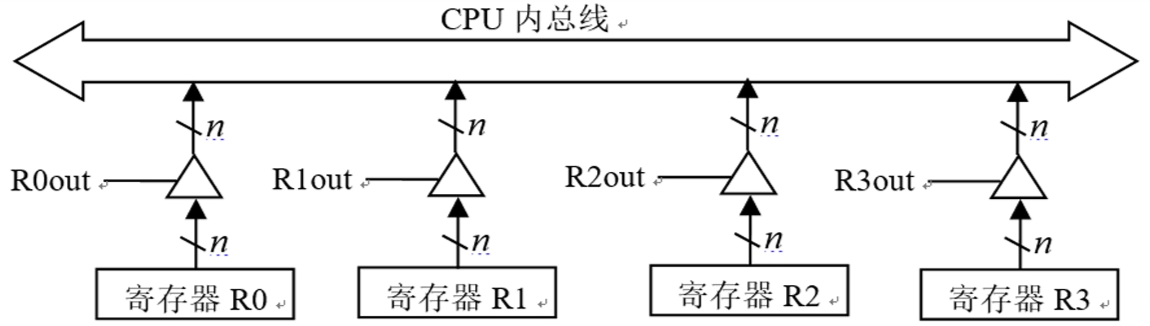 CPU 内总线
n n n n
R0out R1out R2out R3out
n n n n
寄存器 R0 寄存器 R1 寄存器 R2 寄存器 R3